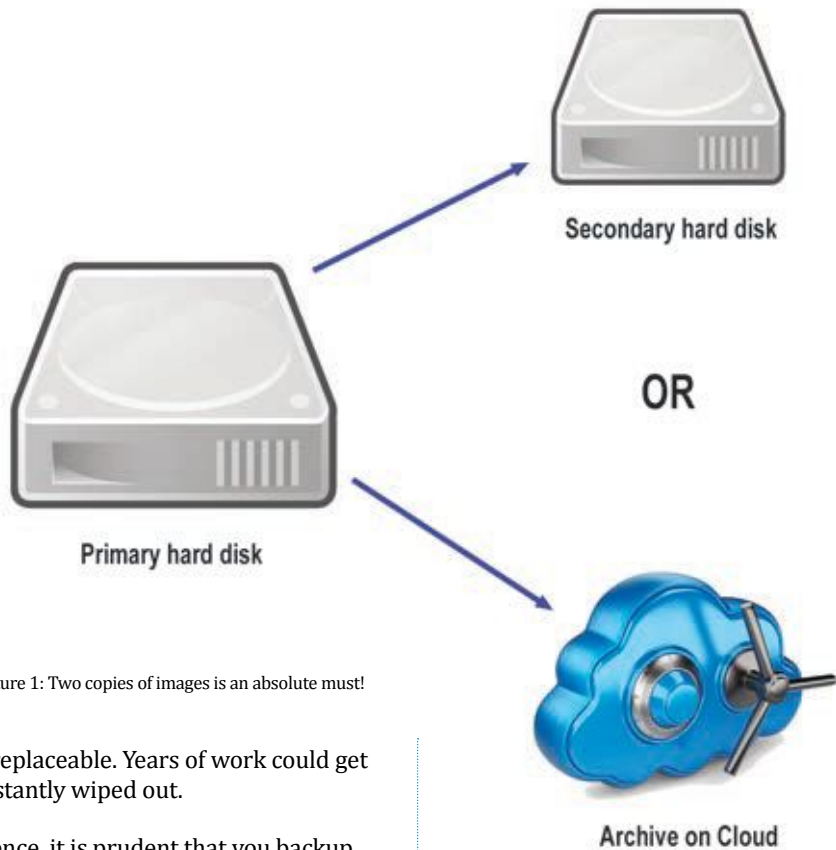 Secondary hard disk
OR
Primary hard disk
Archive on Cloud
ure 1: Two copies of images is an absolute must!
replaceable. Years of work could get
stantly wiped out.
ence, it is prudent that you backup